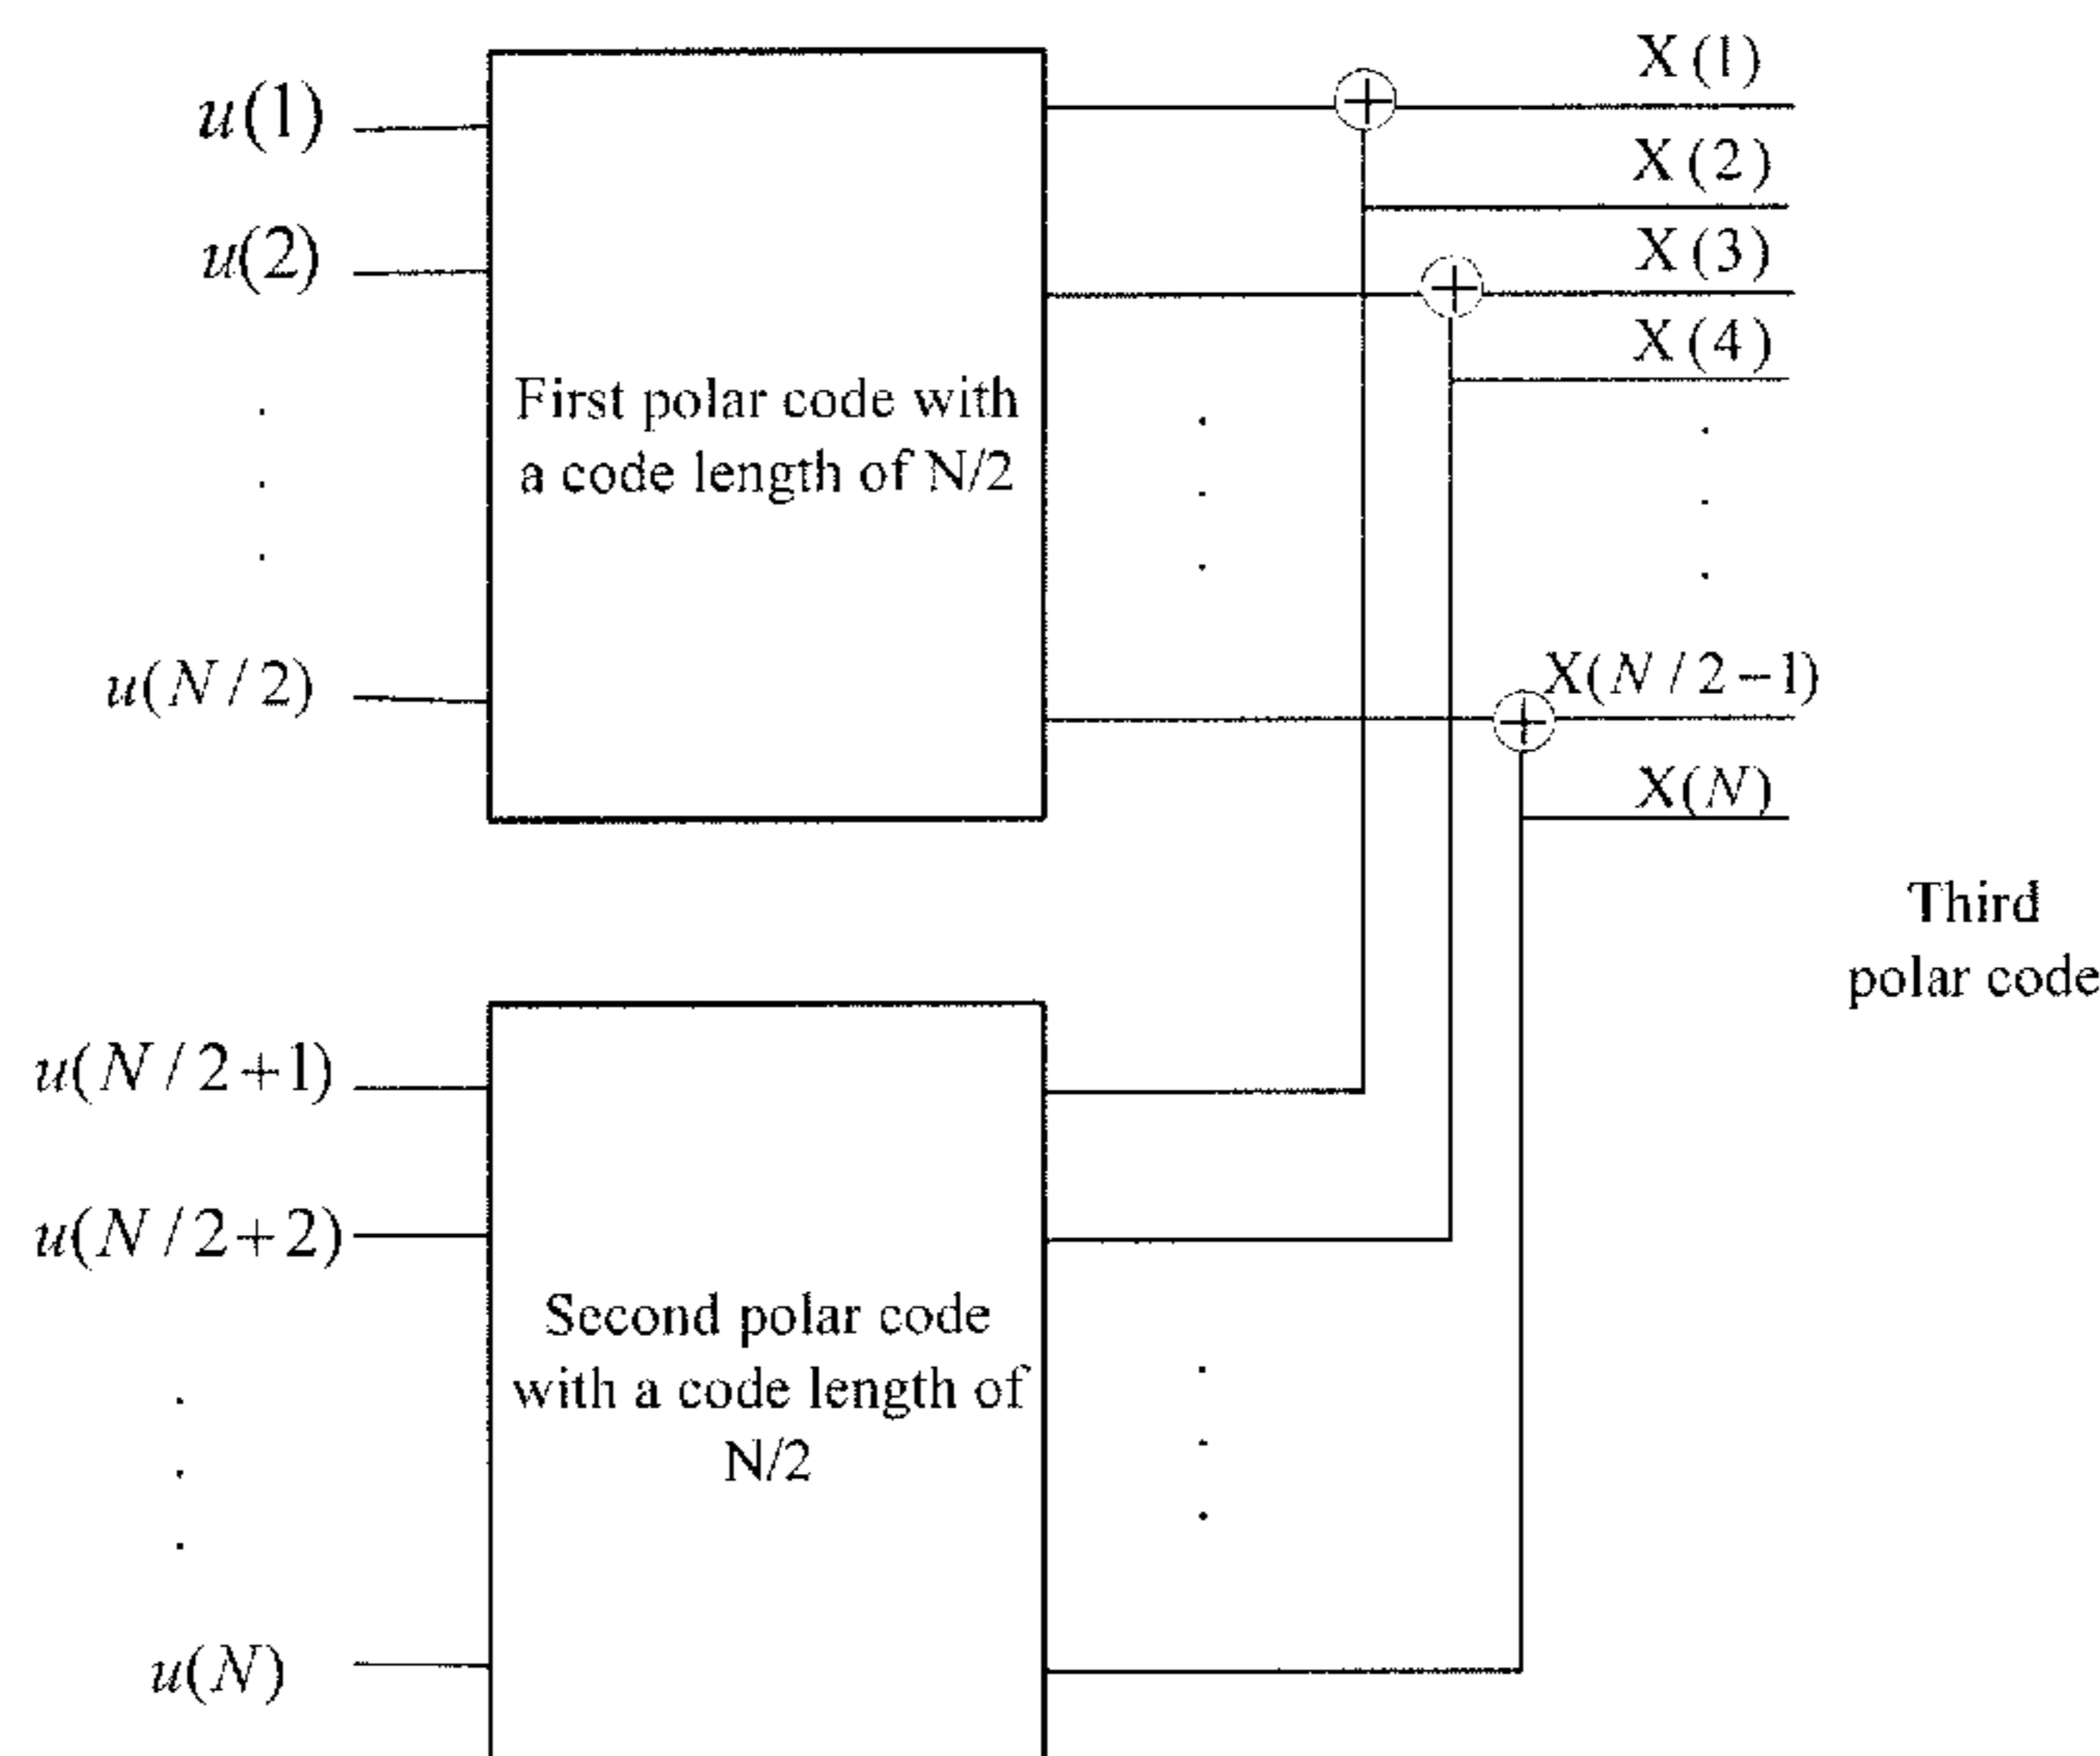 u(1)
u(2)
u(N/2)
First polar code with
a code length of N/2
X(1)
X(2)
X(3)
X(4)
X(N/2-1)
X(N)
Third
polar code
u(N/2+1)
u(N/2+2)
u(N)
Second polar code
with a code length of
N/2